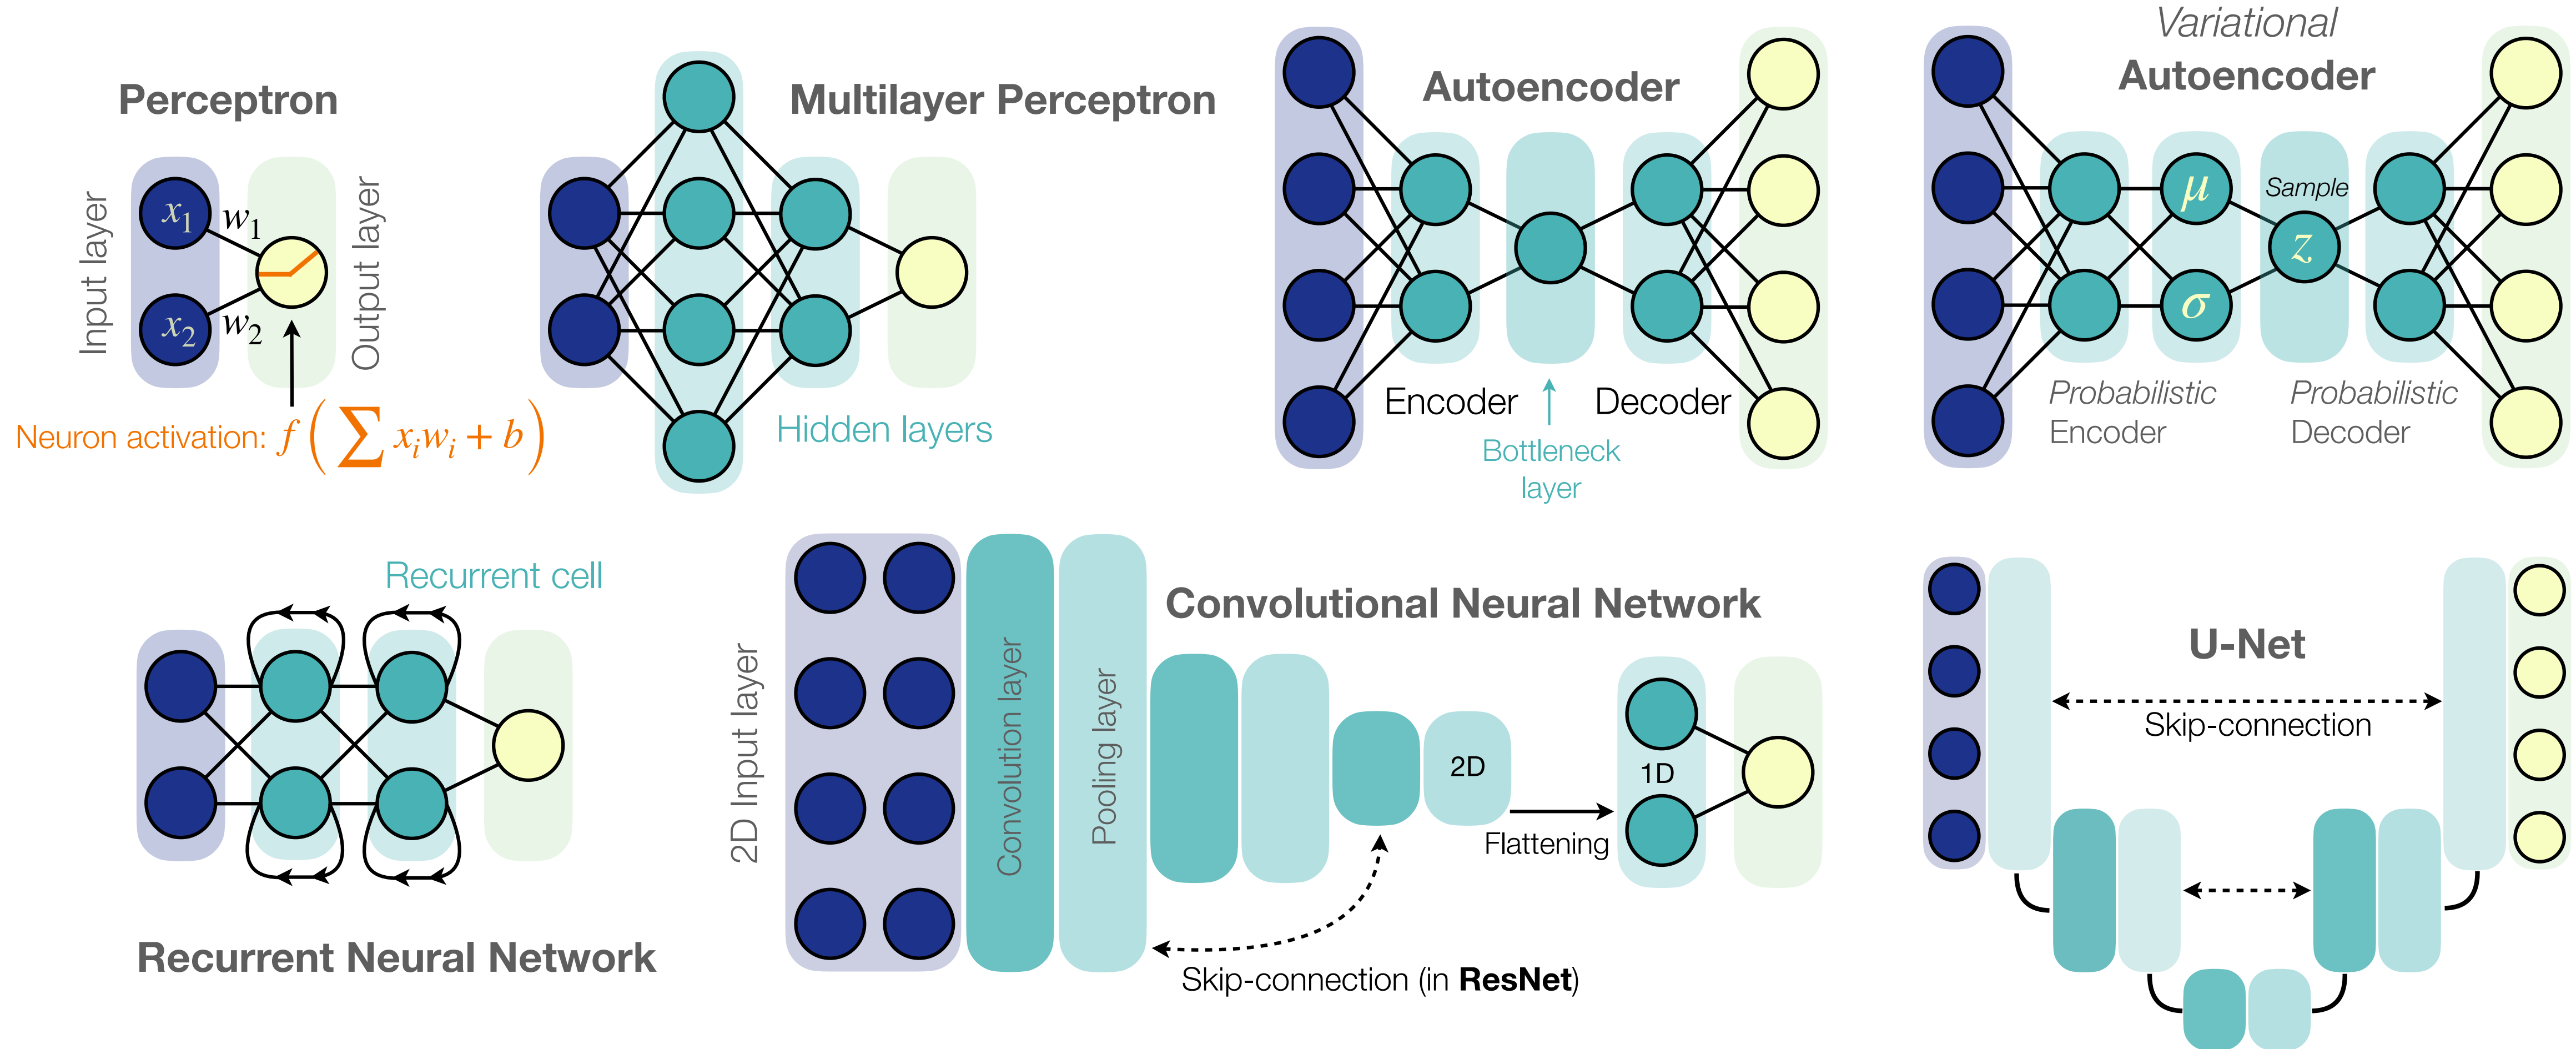 Perceptron
Input layer
x1
w1
x2
w2
Output layer
Neuron activation: f(∑ xiwi + b)
Multilayer Perceptron
Hidden layers
Autoencoder
Encoder
Decoder
Bottleneck
layer
Variational
Autoencoder
μ
σ
Sample
z
Probabilistic
Encoder
Probabilistic
Decoder
Recurrent cell
Recurrent Neural Network
Convolutional Neural Network
2D Input layer
Convolution layer
Pooling layer
2D
Flattening
1D
Skip-connection (in ResNet)
U-Net
Skip-connection